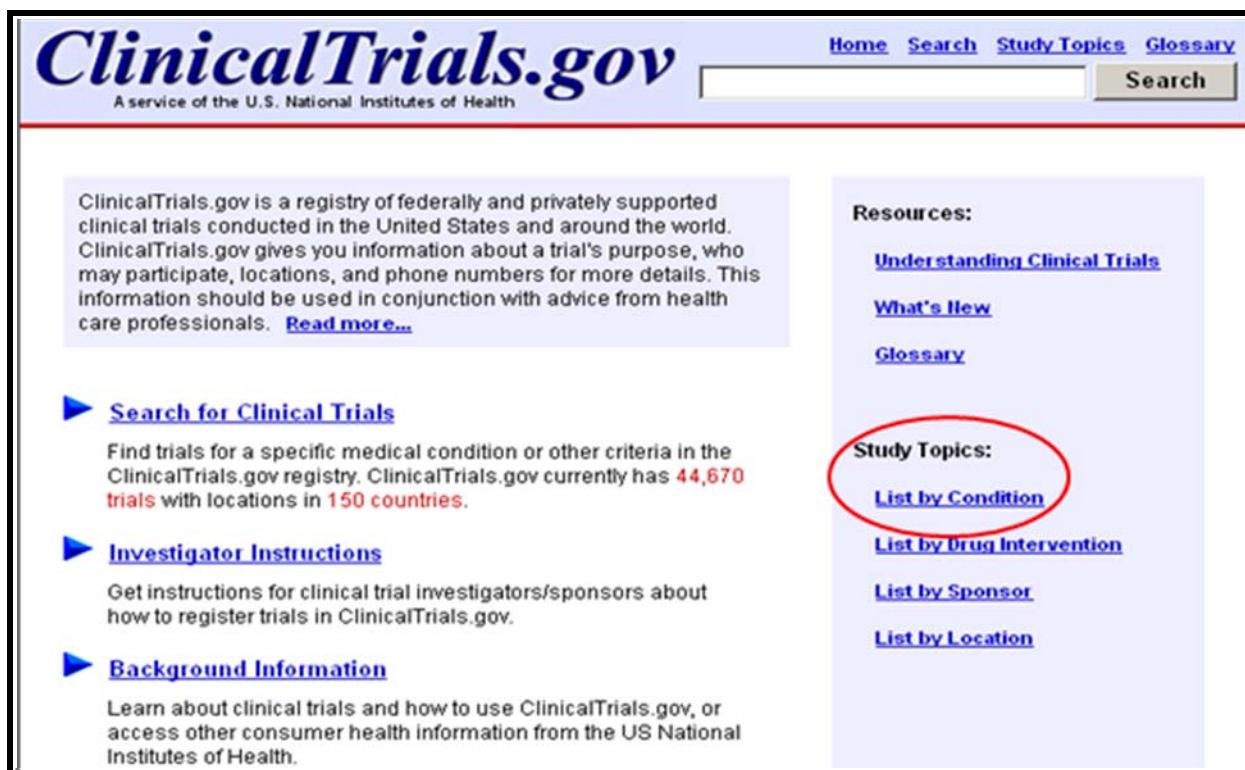 ClinicalTrials.gov
A service of the U.S. National Institutes of Health
Home Search Study Topics Glossary
Search
ClinicalTrials.gov is a registry of federally and privately supported
clinical trials conducted in the United States and around the world.
ClinicalTrials.gov gives you information about a trial's purpose, who
may participate, locations, and phone numbers for more details. This
information should be used in conjunction with advice from health
care professionals. Read more...
Search for Clinical Trials
Find trials for a specific medical condition or other criteria in the
ClinicalTrials.gov registry. ClinicalTrials.gov currently has 44,670
trials with locations in 150 countries.
Investigator Instructions
Get instructions for clinical trial investigators/sponsors about
how to register trials in ClinicalTrials.gov.
Background Information
Learn about clinical trials and how to use ClinicalTrials.gov, or
access other consumer health information from the US National
Institutes of Health.
Resources:
Understanding Clinical Trials
What's New
Glossary
Study Topics:
List by Condition
List by Drug Intervention
List by Sponsor
List by Location